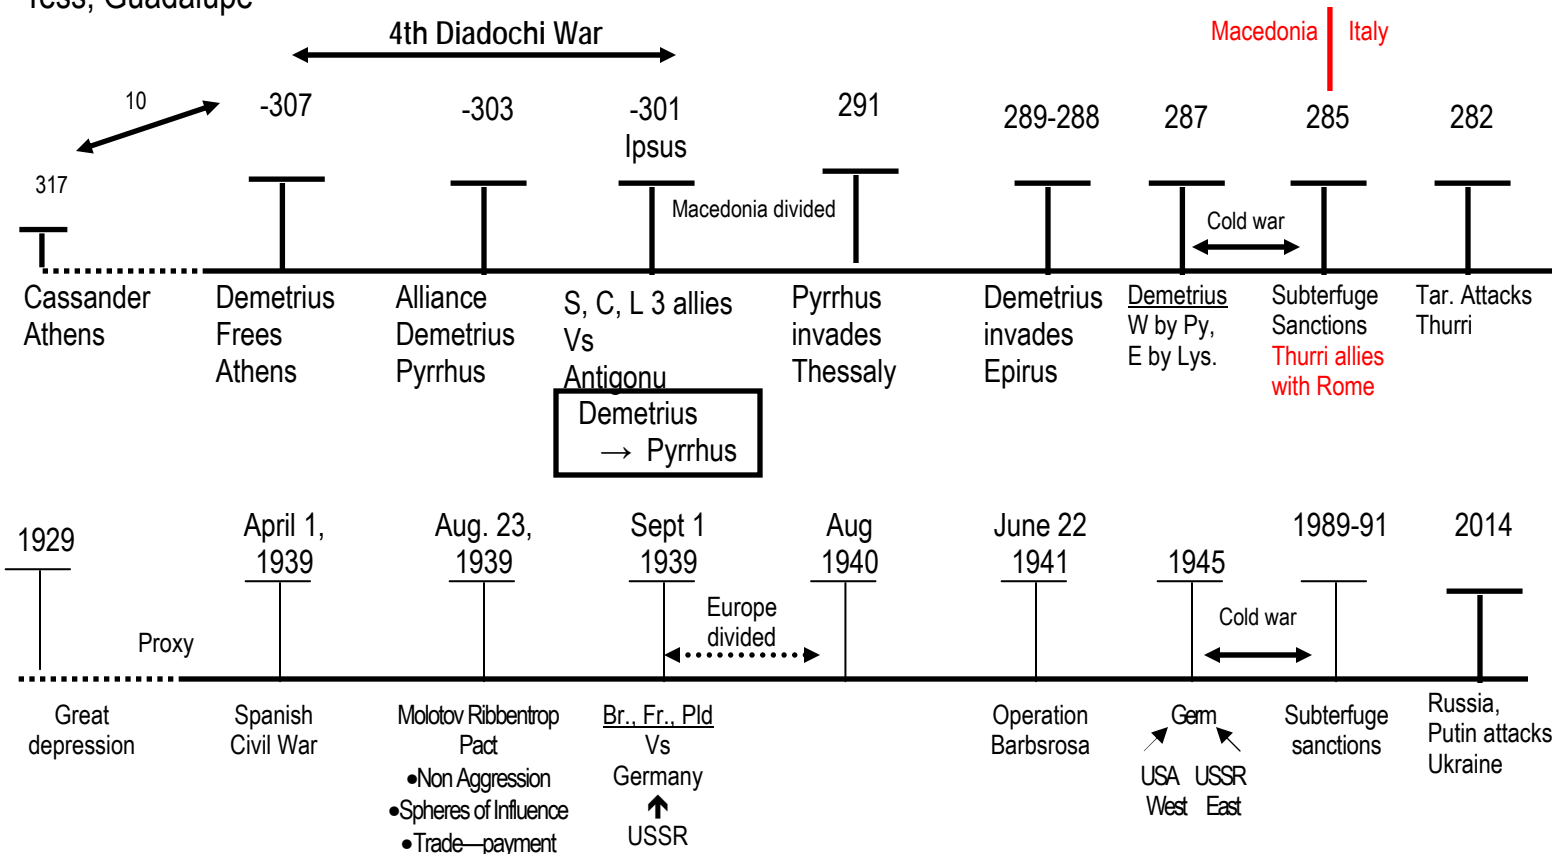 Tess, Guadalupe
4th Diadochi War
Macedonia Italy
10
-307
-303
-301
Ipsus
291
289-288
287
285
282
317
Macedonia divided
Cold war
Cassander
Athens
Demetrius
Frees
Athens
Alliance
Demetrius
Pyrrhus
S, C, L 3 allies
Vs
Antigonu
Demetrius
→ Pyrrhus
Pyrrhus
invades
Thessaly
Demetrius
invades
Epirus
Demetrius
W by Py,
E by Lys.
Subterfuge
Sanctions
Thurri allies
with Rome
Tar. Attacks
Thurri
1929
April 1,
1939
Aug. 23,
1939
Sept 1
1939
Aug
1940
June 22
1941
1945
1989-91
2014
Proxy
Europe
divided
Cold war
Great
depression
Spanish
Civil War
Molotov Ribbentrop
Pact
•Non Aggression
•Spheres of Influence
•Trade—payment
Br., Fr., Pld
Vs
Germany
USSR
Operation
Barbsrosa
Germ
USA USSR
West East
Subterfuge
sanctions
Russia,
Putin attacks
Ukraine